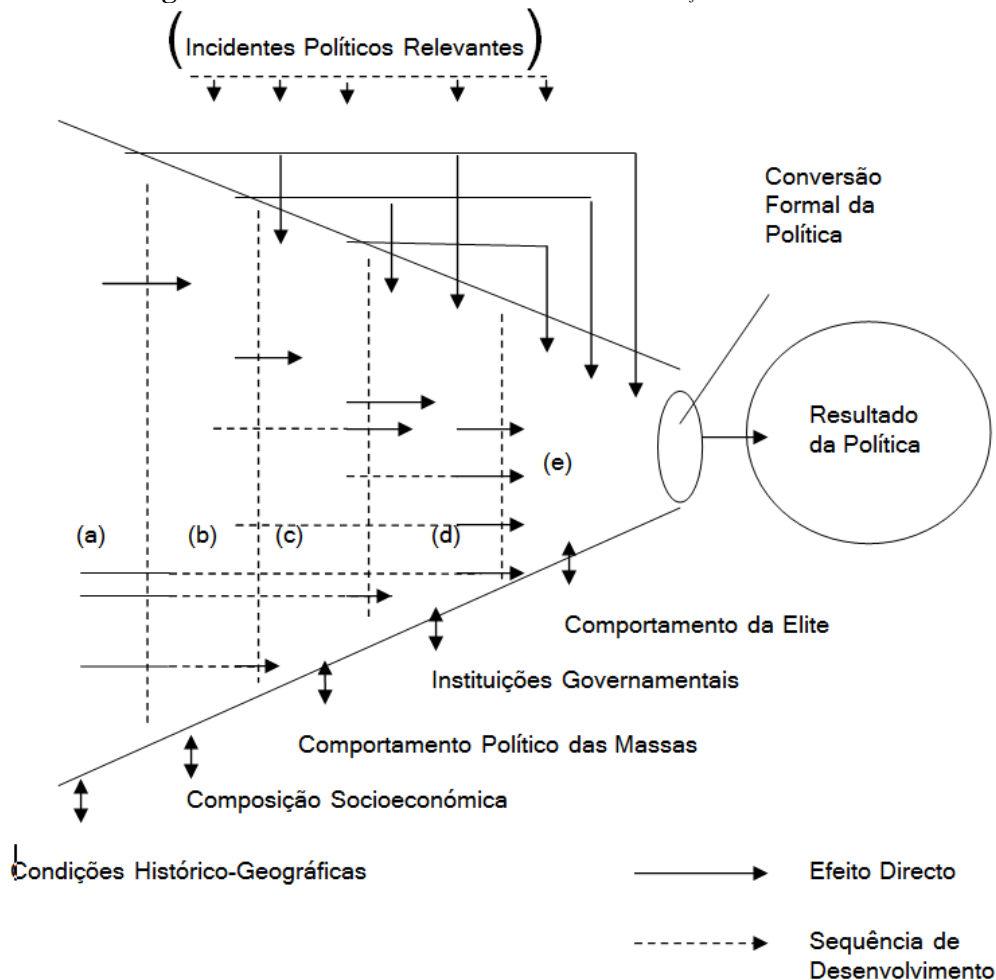 (Incidentes Políticos Relevantes)
Conversão
Formal da
Política
Resultado
da Política
(e)
(a)
(b)
(c)
(d)
Comportamento da Elite
Instituições Governamentais
Comportamento Político das Massas
Composição Socioeconómica
Condições Histórico-Geográficas
Efeito Directo
Sequência de
Desenvolvimento